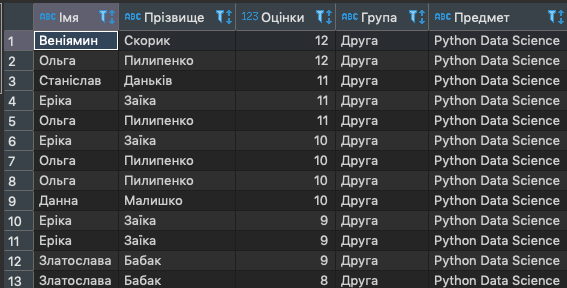 ABC Імя ABC Прізвище 123 Оцінки ABC Група ABC Предмет
1 Веніямин Скорик 12 Друга Python Data Science
2 Ольга Пилипенко 12 Друга Python Data Science
3 Станіслав Даньків 11 Друга Python Data Science
4 Еріка Заїка 11 Друга Python Data Science
5 Ольга Пилипенко 11 Друга Python Data Science
6 Еріка Заїка 10 Друга Python Data Science
7 Ольга Пилипенко 10 Друга Python Data Science
8 Ольга Пилипенко 10 Друга Python Data Science
9 Данна Малишко 10 Друга Python Data Science
10 Еріка Заїка 9 Друга Python Data Science
11 Еріка Заїка 9 Друга Python Data Science
12 Златослава Бабак 9 Друга Python Data Science
13 Златослава Бабак 8 Друга Python Data Science